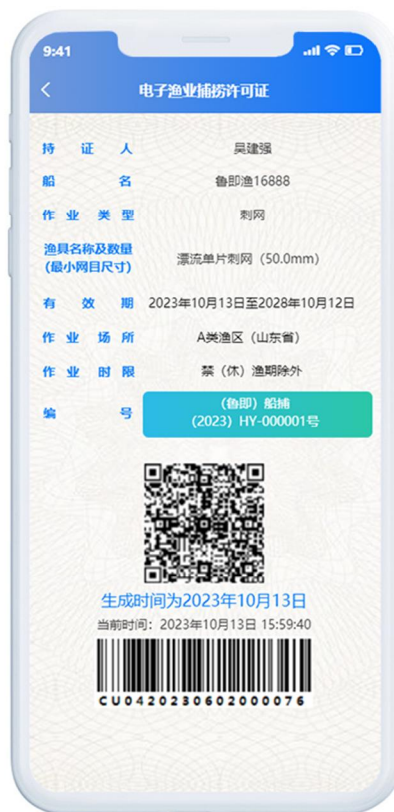 9:41
电子渔业捕捞许可证
持证人 吴建强
船名 鲁即渔16888
作业类型 刺网
渔具名称及数量
(最小网目尺寸) 漂流单片刺网（50.0mm）
有效期 2023年10月13日至2028年10月12日
作业场所 A类渔区（山东省）
作业时限 禁（休）渔期除外
编号 （鲁即）船捕
（2023）HY-000001号
生成时间为2023年10月13日
当前时间：2023年10月13日 15:59:40
CU0420230602000076